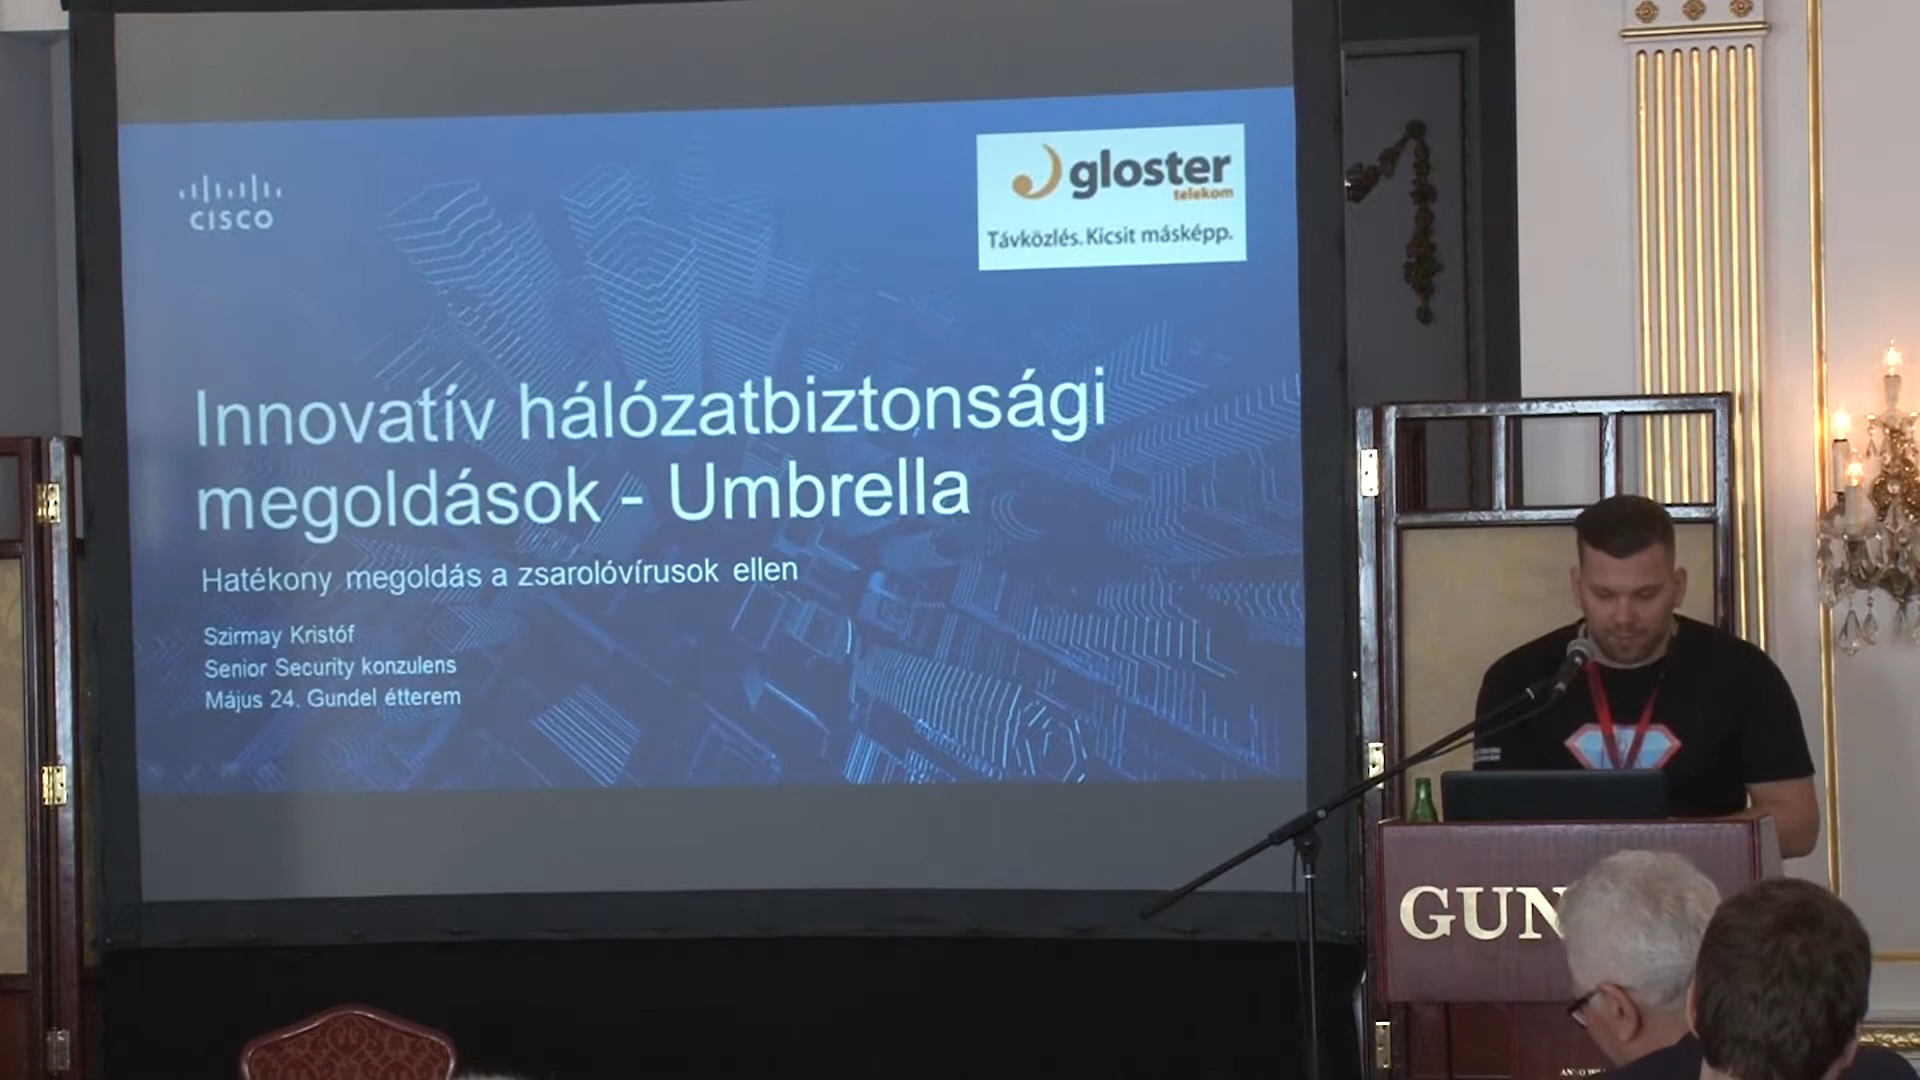 CISCO
gloster
telekom
Távközlés. Kicsit másképp.
Innovatív hálózatbiztonsági
megoldások - Umbrella
Hatékony megoldás a zsarolóvírusok ellen
Szirmay Kristóf
Senior Security konzulens
Május 24. Gundel étterem
GUN